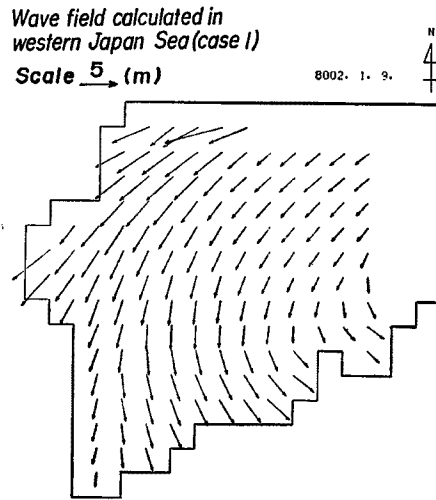 Wave field calculated in
western Japan Sea (case I)
Scale 5 (m)
8002. 1. 9.
N